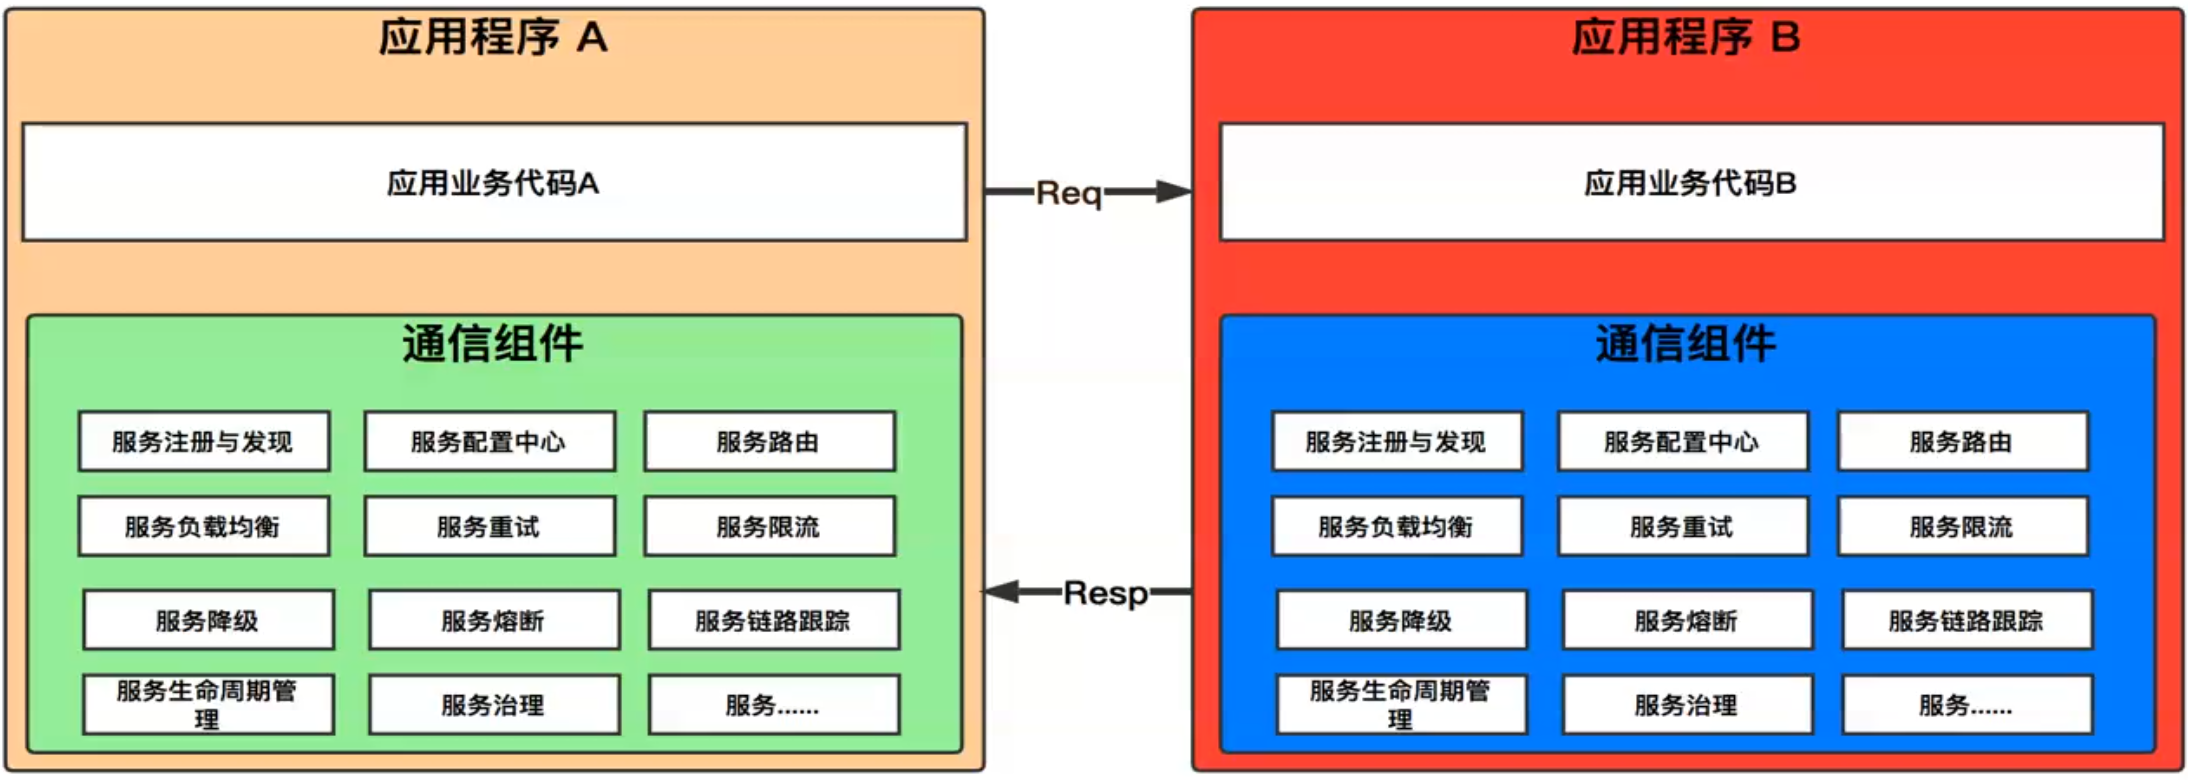 应用程序 A
应用业务代码A
通信组件
服务注册与发现
服务配置中心
服务路由
服务负载均衡
服务重试
服务限流
服务降级
服务熔断
服务链路跟踪
服务生命周期管
理
服务治理
服务......
Req
Resp
应用程序 B
应用业务代码B
通信组件
服务注册与发现
服务配置中心
服务路由
服务负载均衡
服务重试
服务限流
服务降级
服务熔断
服务链路跟踪
服务生命周期管
理
服务治理
服务......